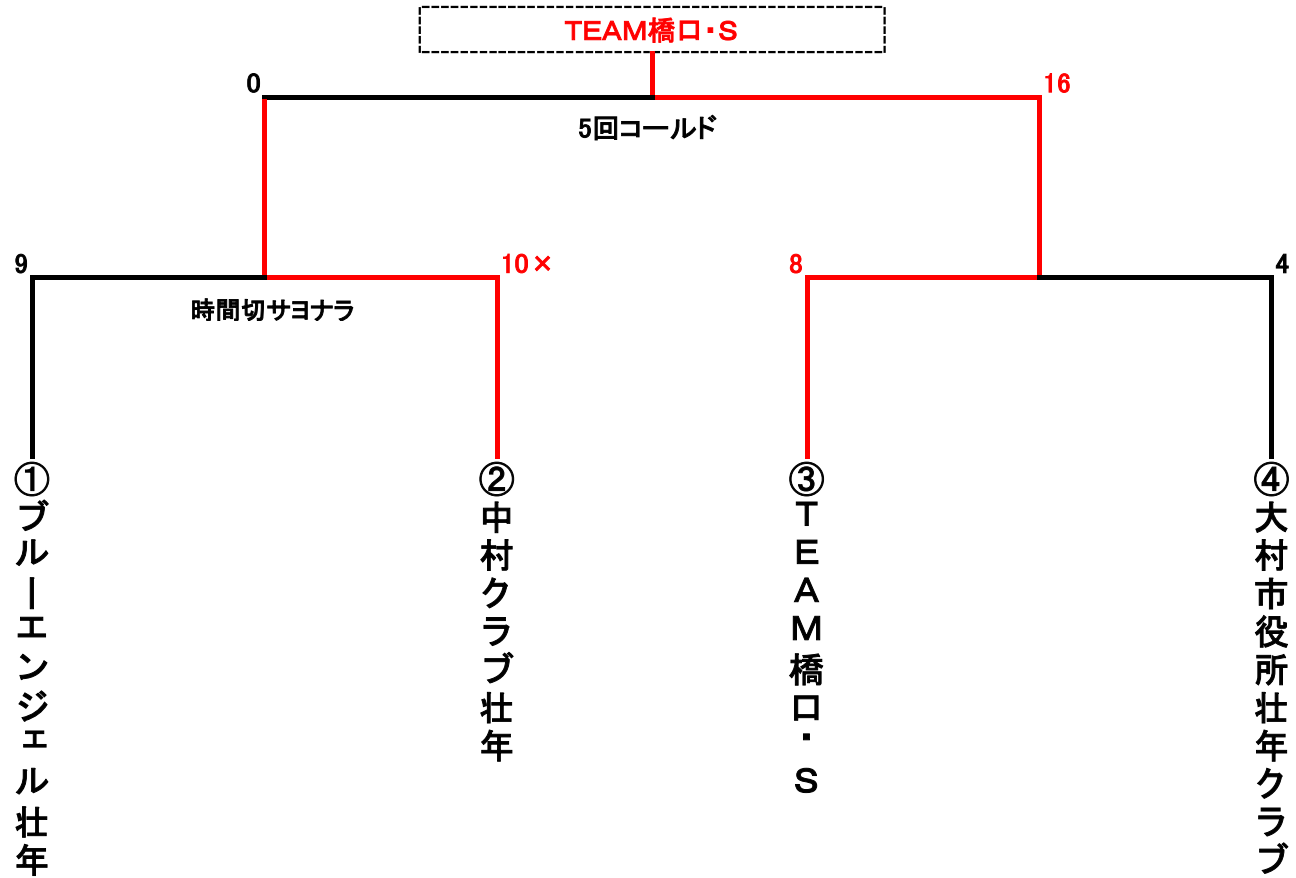 TEAM橋口・S
0
16
5回コールド
9
10×
8
4
時間切サヨナラ
①ブルーエンジェル壮年
②中村クラブ壮年
③TEAM橋口・S
④大村市役所壮年クラブ